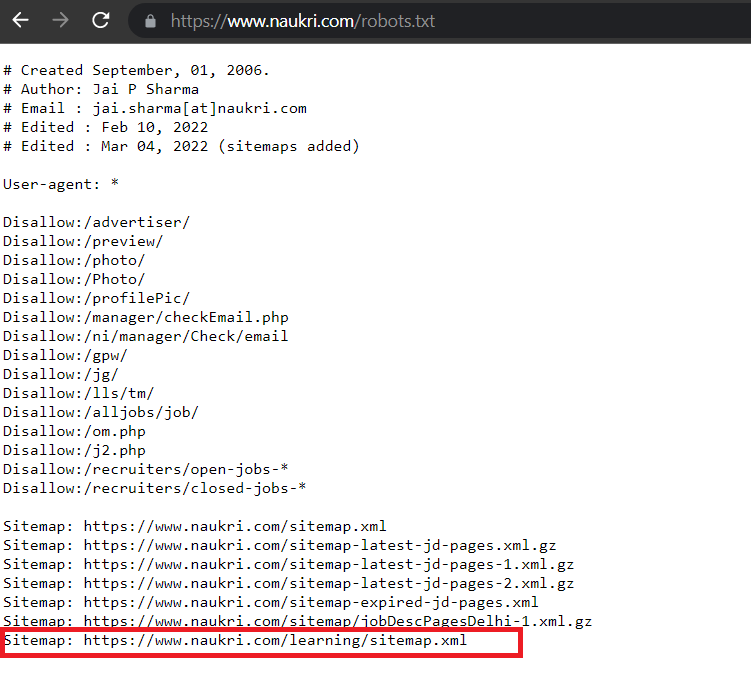 https://www.naukri.com/robots.txt
# Created September, 01, 2006.
# Author: Jai P Sharma
# Email : jai.sharma[at]naukri.com
# Edited : Feb 10, 2022
# Edited : Mar 04, 2022 (sitemaps added)
User-agent: *
Disallow:/advertiser/
Disallow:/preview/
Disallow:/photo/
Disallow:/Photo/
Disallow:/profilePic/
Disallow:/manager/checkEmail.php
Disallow:/ni/manager/Check/email
Disallow:/gpw/
Disallow:/jg/
Disallow:/lls/tm/
Disallow:/alljobs/job/
Disallow:/om.php
Disallow:/j2.php
Disallow:/recruiters/open-jobs-*
Disallow:/recruiters/closed-jobs-*
Sitemap: https://www.naukri.com/sitemap.xml
Sitemap: https://www.naukri.com/sitemap-latest-jd-pages.xml.gz
Sitemap: https://www.naukri.com/sitemap-latest-jd-pages-1.xml.gz
Sitemap: https://www.naukri.com/sitemap-latest-jd-pages-2.xml.gz
Sitemap: https://www.naukri.com/sitemap-expired-jd-pages.xml
Sitemap: https://www.naukri.com/sitemap/jobDescPagesDelhi-1.xml.gz
Sitemap: https://www.naukri.com/learning/sitemap.xml